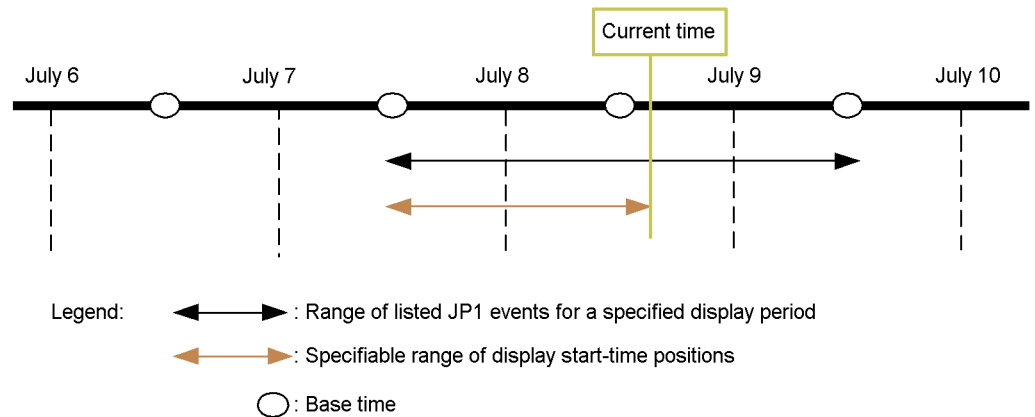 Current time
July 6
July 7
July 8
July 9
July 10
Legend:
: Range of listed JP1 events for a specified display period
: Specifiable range of display start-time positions
: Base time